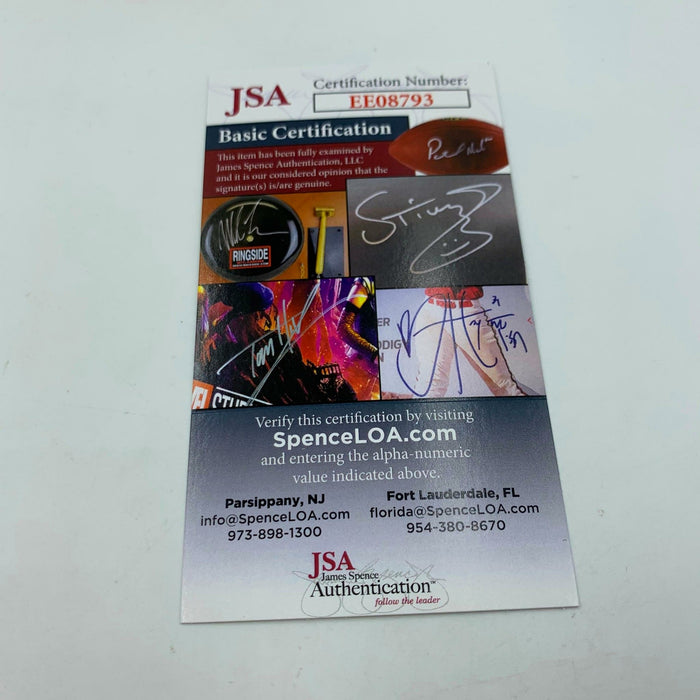 JSA
Certification Number:
EE08793
Basic Certification
This item has been fully examined by
James Spence Authentication, LLC
and it is our considered opinion that the
signature(s) is/are genuine.
RINGSIDE
Verify this certification by visiting
SpenceLOA.com
and entering the alpha-numeric
value indicated above.
Parsippany, NJ
info@SpenceLOA.com
973-898-1300
Fort Lauderdale, FL
florida@SpenceLOA.com
954-380-8670
JSA
James Spence
Authentication™
follow the leader